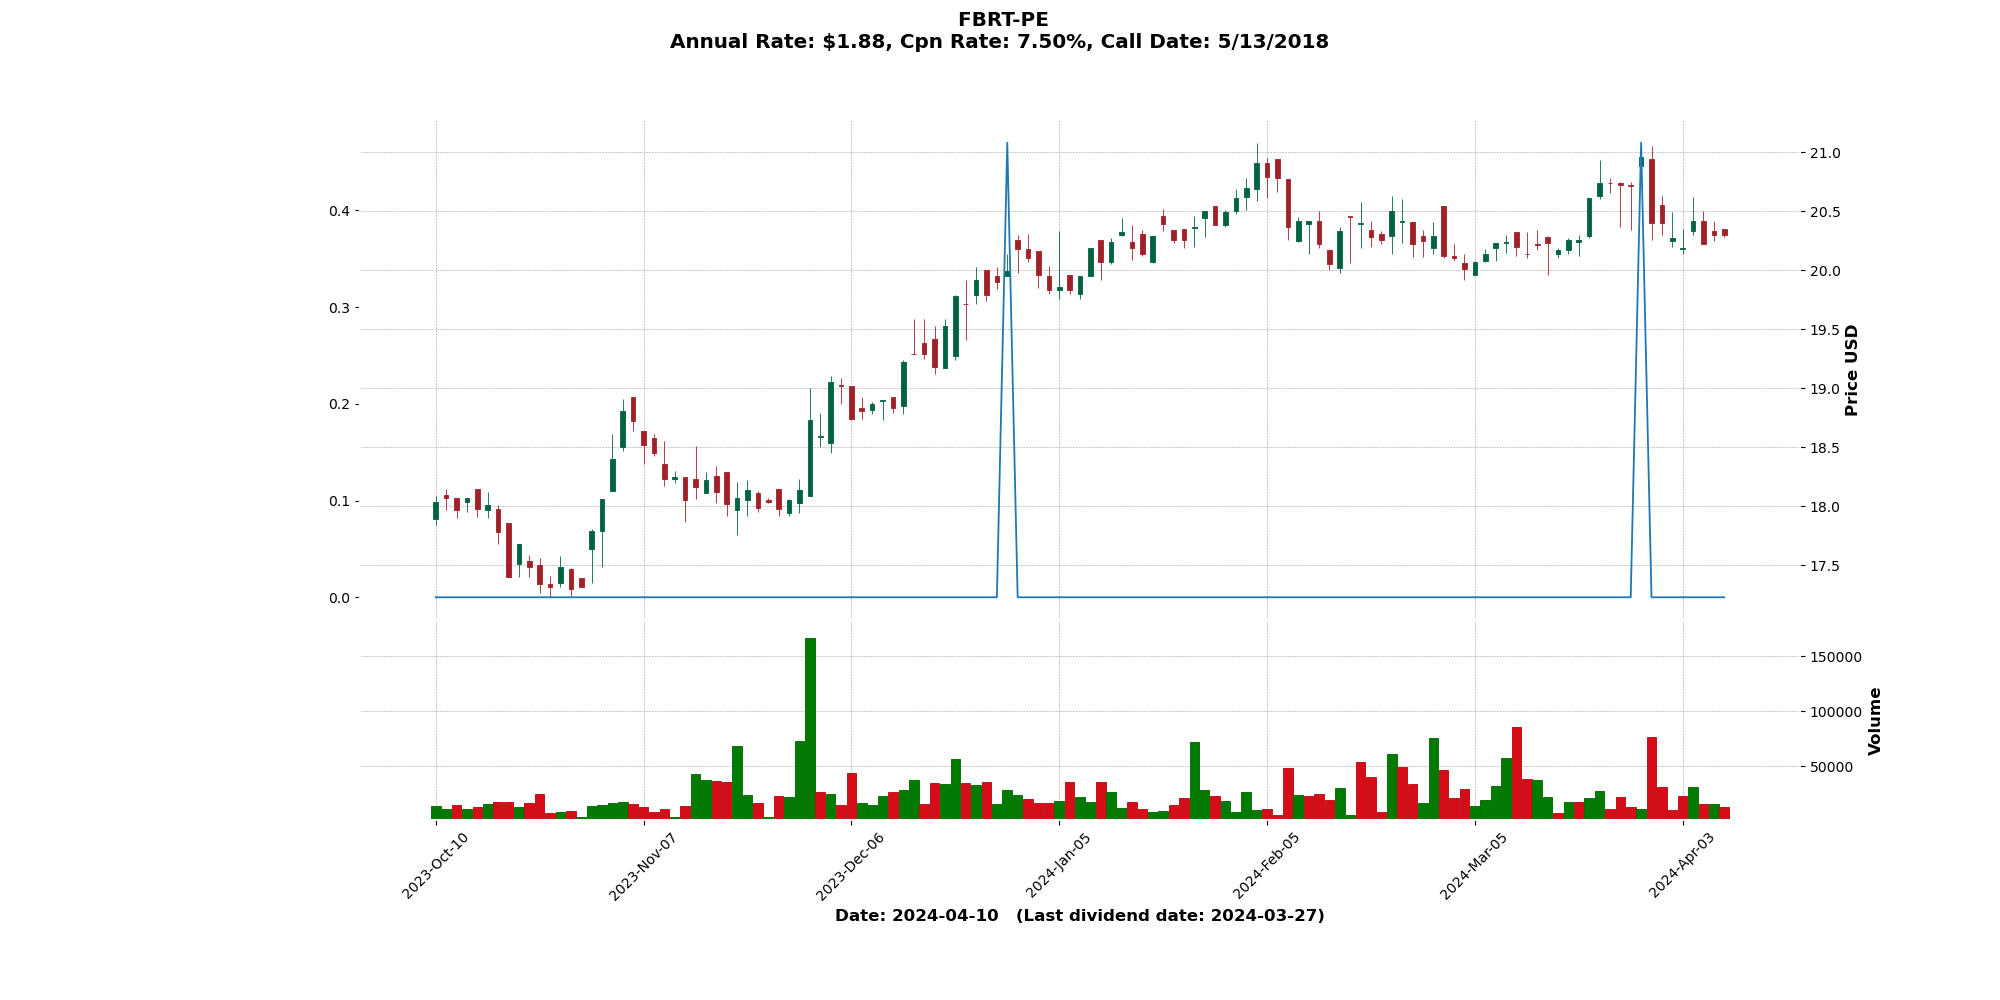 FBRT-PE
Annual Rate: $1.88, Cpn Rate: 7.50%, Call Date: 5/13/2018
0.4
0.3
0.2
0.1
0.0
21.0
20.5
20.0
19.5
19.0
18.5
18.0
17.5
Price USD
150000
100000
50000
Volume
2023-Oct-10
2023-Nov-07
2023-Dec-06
2024-Jan-05
2024-Feb-05
2024-Mar-05
2024-Apr-03
Date: 2024-04-10   (Last dividend date: 2024-03-27)